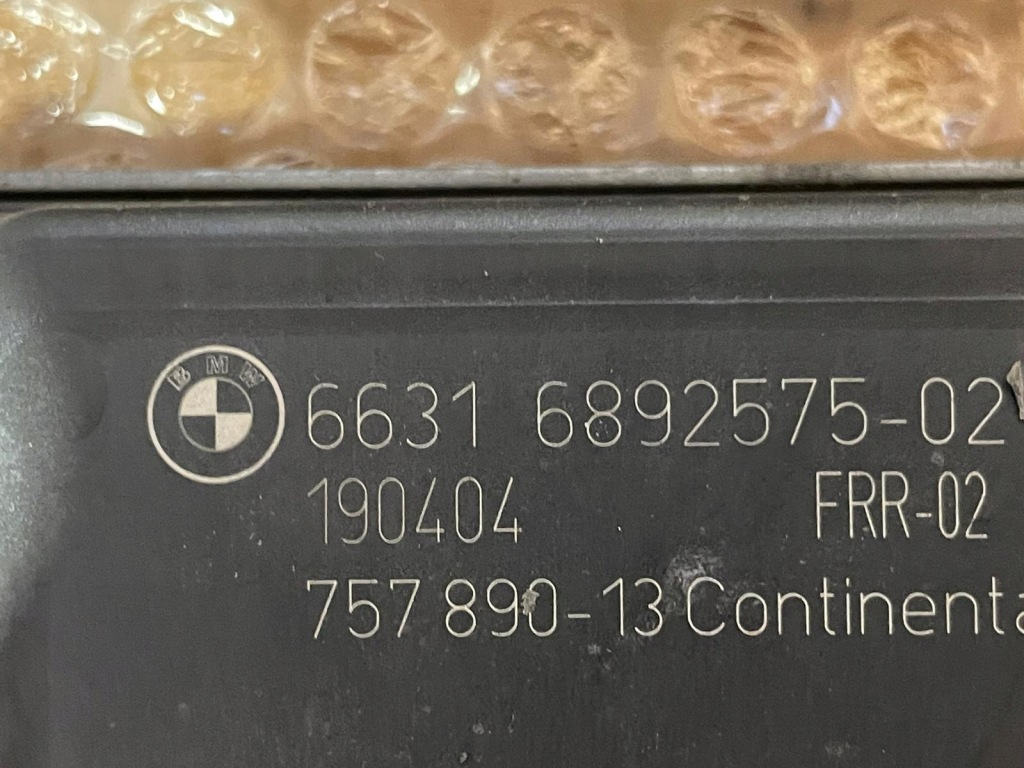 BMW 6631 6892575-02
190404 FRR-02
757 890-13 Continenta